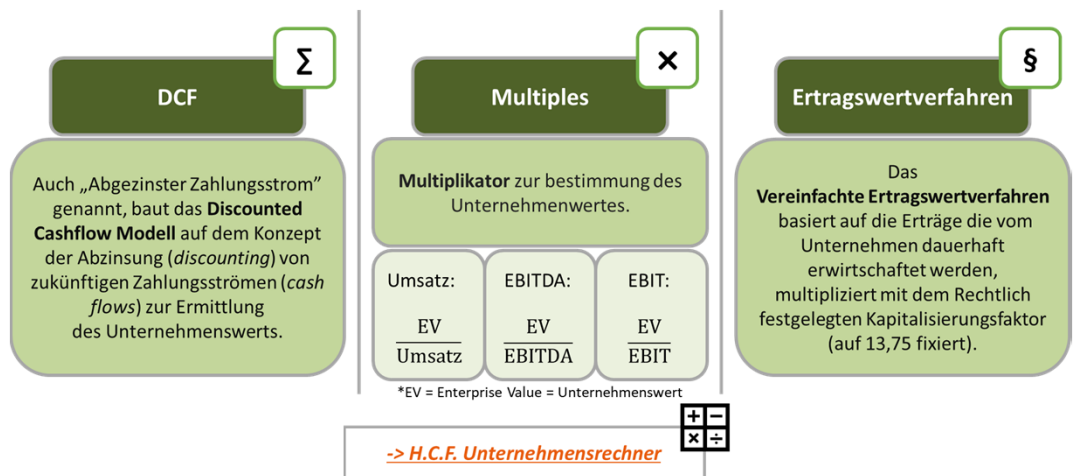 ∑
DCF
Auch „Abgezinster Zahlungsstrom”
genannt, baut das Discounted
Cashflow Modell auf dem Konzept
der Abzinsung (discounting) von
zukünftigen Zahlungsströmen (cash
flows) zur Ermittlung
des Unternehmenswerts.
×
Multiples
Multiplikator zur bestimmung des
Unternehmenwertes.
Umsatz:
EV
Umsatz
EBITDA:
EV
EBITDA
EBIT:
EV
EBIT
*EV = Enterprise Value = Unternehmenswert
§
Ertragswertverfahren
Das
Vereinfachte Ertragswertverfahren
basiert auf die Erträge die vom
Unternehmen dauerhaft
erwirtschaftet werden,
multipliziert mit dem Rechtlich
festgelegten Kapitalisierungsfaktor
(auf 13,75 fixiert).
+ −
× ÷
-> H.C.F. Unternehmensrechner